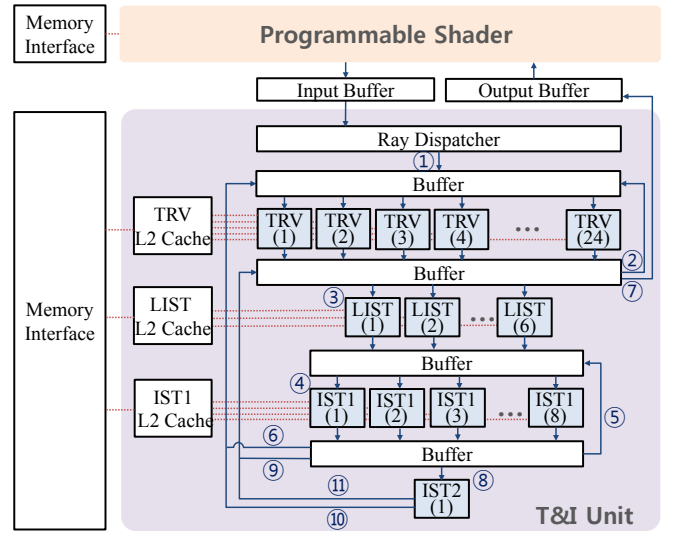 Memory
Interface
Programmable Shader
Input Buffer
Output Buffer
Ray Dispatcher
①
Buffer
TRV
L2 Cache
TRV
(1)
TRV
(2)
TRV
(3)
TRV
(4)
...
TRV
(24)
②
Buffer
⑦
Memory
Interface
LIST
L2 Cache
③
LIST
(1)
LIST
(2)
...
LIST
(6)
Buffer
IST1
L2 Cache
④
IST1
(1)
IST1
(2)
IST1
(3)
...
IST1
(8)
⑤
⑥
Buffer
⑨
⑧
⑪
IST2
(1)
⑩
T&I Unit